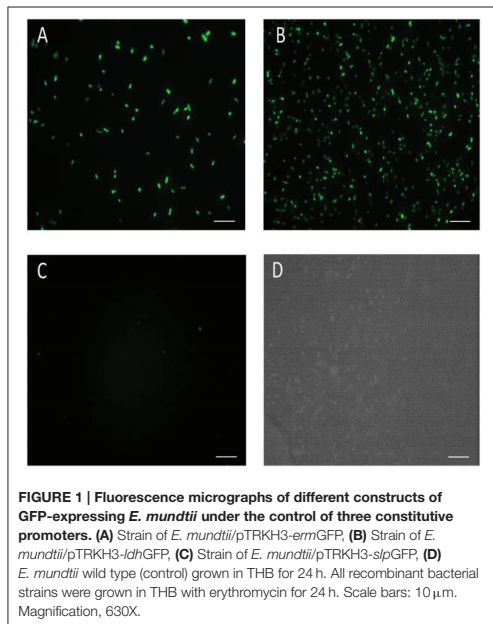 A
B
C
D
FIGURE 1 | Fluorescence micrographs of different constructs of
GFP-expressing E. mundtii under the control of three constitutive
promoters. (A) Strain of E. mundtii/pTRKH3-ermGFP, (B) Strain of E.
mundtii/pTRKH3-ldhGFP, (C) Strain of E. mundtii/pTRKH3-slpGFP, (D)
E. mundtii wild type (control) grown in THB for 24 h. All recombinant bacterial
strains were grown in THB with erythromycin for 24 h. Scale bars: 10 μm.
Magnification, 630X.